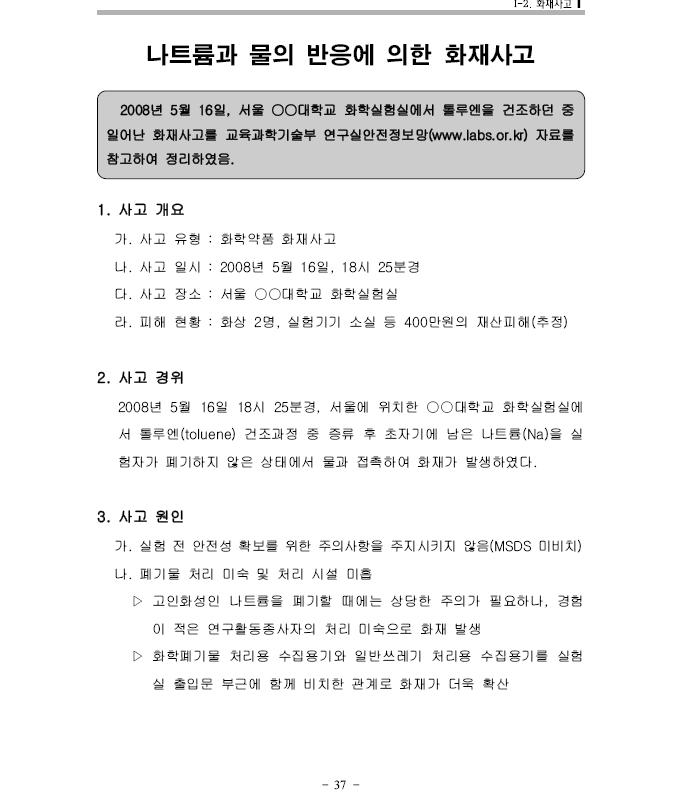 I-2. 화재사고
나트륨과 물의 반응에 의한 화재사고
2008년 5월 16일, 서울 ○○대학교 화학실험실에서 톨루엔을 건조하던 중
일어난 화재사고를 교육과학기술부 연구실안전정보망(www.labs.or.kr) 자료를
참고하여 정리하였음.
1. 사고 개요
가. 사고 유형 : 화학약품 화재사고
나. 사고 일시 : 2008년 5월 16일, 18시 25분경
다. 사고 장소 : 서울 ○○대학교 화학실험실
라. 피해 현황 : 화상 2명, 실험기기 소실 등 400만원의 재산피해(추정)
2. 사고 경위
2008년 5월 16일 18시 25분경, 서울에 위치한 ○○대학교 화학실험실에
서 톨루엔(toluene) 건조과정 중 증류 후 초자기에 남은 나트륨(Na)을 실
험자가 폐기하지 않은 상태에서 물과 접촉하여 화재가 발생하였다.
3. 사고 원인
가. 실험 전 안전성 확보를 위한 주의사항을 주지시키지 않음(MSDS 미비치)
나. 폐기물 처리 미숙 및 처리 시설 미흡
▷ 고인화성인 나트륨을 폐기할 때에는 상당한 주의가 필요하나, 경험
이 적은 연구활동종사자의 처리 미숙으로 화재 발생
▷ 화학폐기물 처리용 수집용기와 일반쓰레기 처리용 수집용기를 실험
실 출입문 부근에 함께 비치한 관계로 화재가 더욱 확산
- 37 -